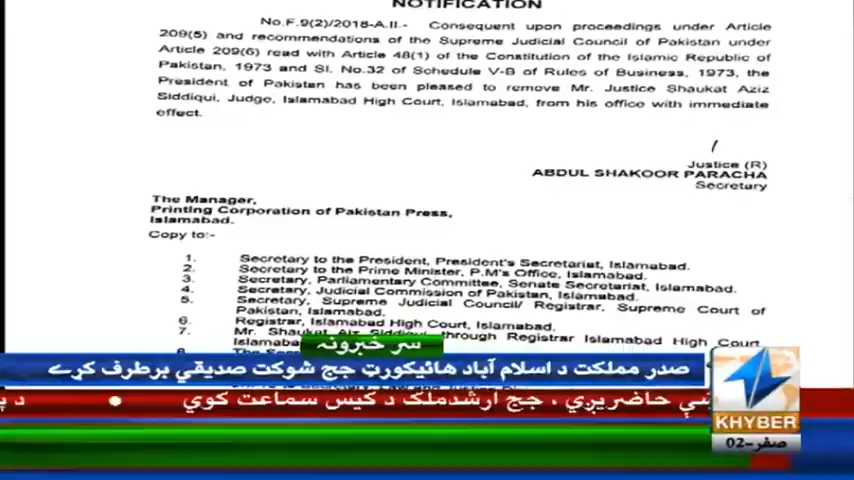 NOTIFICATION
No.F.9(2)/2018-A.II.- Consequent upon proceedings under Article
209(5) and recommendations of the Supreme Judicial Council of Pakistan under
Article 209(6) read with Article 48(1) of the Constitution of the Islamic Republic of
Pakistan, 1973 and Sl. No.32 of Schedule V-B of Rules of Business, 1973, the
President of Pakistan has been pleased to remove Mr. Justice Shaukat Aziz
Siddiqui, Judge, Islamabad High Court, Islamabad, from his office with immediate
effect.
Justice (R)
ABDUL SHAKOOR PARACHA
Secretary
The Manager,
Printing Corporation of Pakistan Press,
Islamabad.
Copy to:-
1. Secretary to the President, President's Secretariat, Islamabad.
2. Secretary to the Prime Minister, P.M's Office, Islamabad.
3. Secretary, Parliamentary Committee, Senate Secretariat, Islamabad.
4. Secretary, Judicial Commission of Pakistan, Islamabad.
5. Secretary, Supreme Judicial Council/ Registrar, Supreme Court of
Pakistan, Islamabad.
6. Registrar, Islamabad High Court, Islamabad.
7. Mr. Shaukat Aziz Siddiqui through Registrar Islamabad High Court
سر خبرونه
صدر مملکت د اسلام آباد هائیکورټ جج شوکت صدیقي برطرف کړے
شي حاضریږي ، جج ارشدملک د کیس سماعت کوي
KHYBER
صفر-02